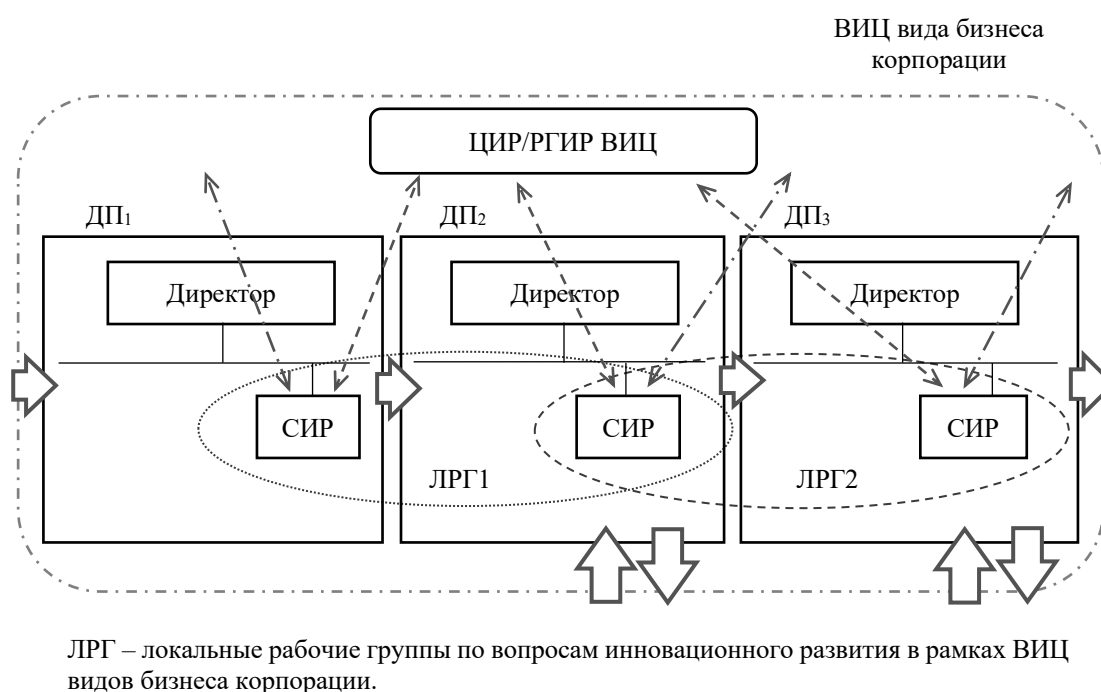 ВИЦ вида бизнеса
корпорации
ЦИР/РГИР ВИЦ
ДП₁
ДП₂
ДП₃
Директор
Директор
Директор
СИР
СИР
СИР
ЛРГ1
ЛРГ2
ЛРГ – локальные рабочие группы по вопросам инновационного развития в рамках ВИЦ
видов бизнеса корпорации.